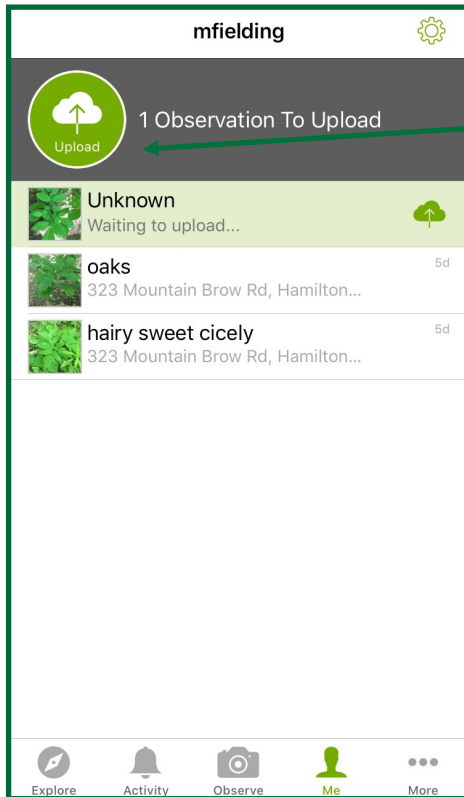 mfielding
1 Observation To Upload
Upload
Unknown
Waiting to upload...
oaks
5d
323 Mountain Brow Rd, Hamilton...
hairy sweet cicely
5d
323 Mountain Brow Rd, Hamilton...
Explore
Activity
Observe
Me
More